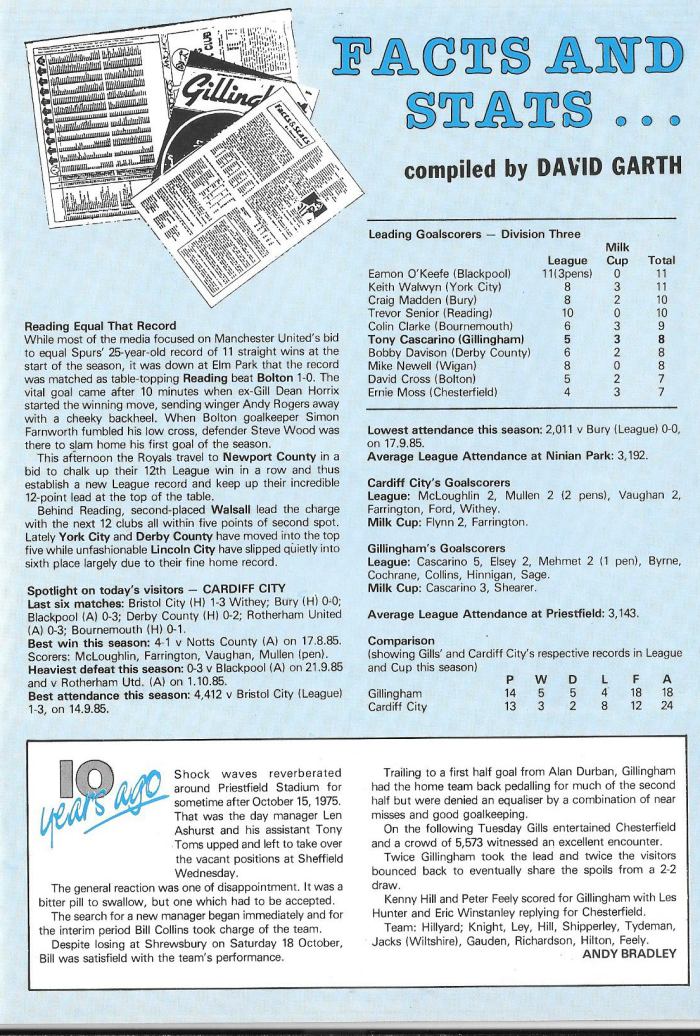 Gilling
Facts & Stats
FACTS AND
STATS ...
compiled by DAVID GARTH
Reading Equal That Record
While most of the media focused on Manchester United's bid
to equal Spurs' 25-year-old record of 11 straight wins at the
start of the season, it was down at Elm Park that the record
was matched as table-topping Reading beat Bolton 1-0. The
vital goal came after 10 minutes when ex-Gill Dean Horrix
started the winning move, sending winger Andy Rogers away
with a cheeky backheel. When Bolton goalkeeper Simon
Farnworth fumbled his low cross, defender Steve Wood was
there to slam home his first goal of the season.
This afternoon the Royals travel to Newport County in a
bid to chalk up their 12th League win in a row and thus
establish a new League record and keep up their incredible
12-point lead at the top of the table.
Behind Reading, second-placed Walsall lead the charge
with the next 12 clubs all within five points of second spot.
Lately York City and Derby County have moved into the top
five while unfashionable Lincoln City have slipped quietly into
sixth place largely due to their fine home record.
Spotlight on today's visitors — CARDIFF CITY
Last six matches: Bristol City (H) 1-3 Withey; Bury (H) 0-0;
Blackpool (A) 0-3; Derby County (H) 0-2; Rotherham United
(A) 0-3; Bournemouth (H) 0-1.
Best win this season: 4-1 v Notts County (A) on 17.8.85.
Scorers: McLoughlin, Farrington, Vaughan, Mullen (pen).
Heaviest defeat this season: 0-3 v Blackpool (A) on 21.9.85
and v Rotherham Utd. (A) on 1.10.85.
Best attendance this season: 4,412 v Bristol City (League)
1-3, on 14.9.85.
Leading Goalscorers — Division Three
Milk
League Cup Total
Eamon O'Keefe (Blackpool) 11(3pens) 0 11
Keith Walwyn (York City) 8 3 11
Craig Madden (Bury) 8 2 10
Trevor Senior (Reading) 10 0 10
Colin Clarke (Bournemouth) 6 3 9
Tony Cascarino (Gillingham) 5 3 8
Bobby Davison (Derby County) 6 2 8
Mike Newell (Wigan) 8 0 8
David Cross (Bolton) 5 2 7
Ernie Moss (Chesterfield) 4 3 7
Lowest attendance this season: 2,011 v Bury (League) 0-0,
on 17.9.85.
Average League Attendance at Ninian Park: 3,192.
Cardiff City's Goalscorers
League: McLoughlin 2, Mullen 2 (2 pens), Vaughan 2,
Farrington, Ford, Withey.
Milk Cup: Flynn 2, Farrington.
Gillingham's Goalscorers
League: Cascarino 5, Elsey 2, Mehmet 2 (1 pen), Byrne,
Cochrane, Collins, Hinnigan, Sage.
Milk Cup: Cascarino 3, Shearer.
Average League Attendance at Priestfield: 3,143.
Comparison
(showing Gills' and Cardiff City's respective records in League
and Cup this season)
P W D L F A
Gillingham 14 5 5 4 18 18
Cardiff City 13 3 2 8 12 24
10
years ago
Shock waves reverberated
around Priestfield Stadium for
sometime after October 15, 1975.
That was the day manager Len
Ashurst and his assistant Tony
Toms upped and left to take over
the vacant positions at Sheffield
Wednesday.
The general reaction was one of disappointment. It was a
bitter pill to swallow, but one which had to be accepted.
The search for a new manager began immediately and for
the interim period Bill Collins took charge of the team.
Despite losing at Shrewsbury on Saturday 18 October,
Bill was satisfied with the team's performance.
Trailing to a first half goal from Alan Durban, Gillingham
had the home team back pedalling for much of the second
half but were denied an equaliser by a combination of near
misses and good goalkeeping.
On the following Tuesday Gills entertained Chesterfield
and a crowd of 5,573 witnessed an excellent encounter.
Twice Gillingham took the lead and twice the visitors
bounced back to eventually share the spoils from a 2-2
draw.
Kenny Hill and Peter Feely scored for Gillingham with Les
Hunter and Eric Winstanley replying for Chesterfield.
Team: Hillyard; Knight, Ley, Hill, Shipperley, Tydeman,
Jacks (Wiltshire), Gauden, Richardson, Hilton, Feely.
ANDY BRADLEY